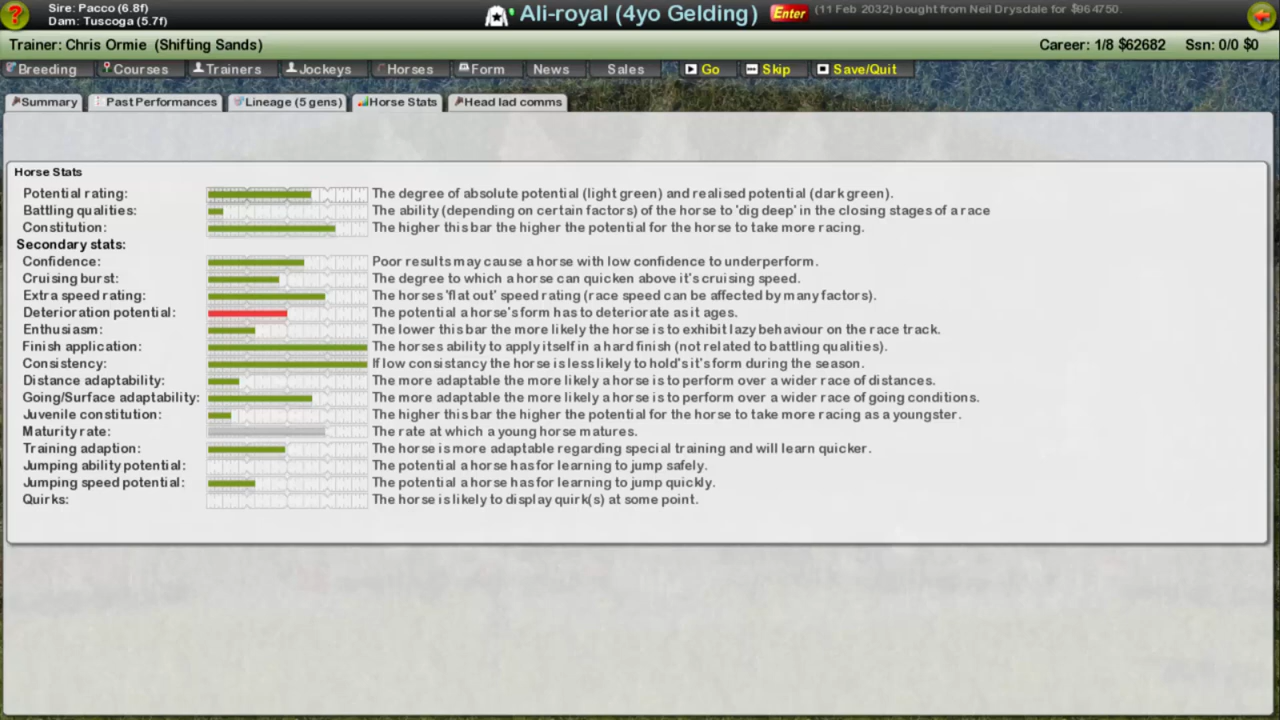 Sire: Pacco (6.8f)
Dam: Tuscoga (5.7f)
Ali-royal (4yo Gelding) Enter (11 Feb 2032) bought from Neil Drysdale for $964750.
Trainer: Chris Ormie (Shifting Sands) Career: 1/8 $62682 Ssn: 0/0 $0
Breeding Courses Trainers Jockeys Horses Form News Sales Go Skip Save/Quit
Summary Past Performances Lineage (5 gens) Horse Stats Head lad comms
Horse Stats
Potential rating: The degree of absolute potential (light green) and realised potential (dark green).
Battling qualities: The ability (depending on certain factors) of the horse to 'dig deep' in the closing stages of a race
Constitution: The higher this bar the higher the potential for the horse to take more racing.
Secondary stats:
Confidence: Poor results may cause a horse with low confidence to underperform.
Cruising burst: The degree to which a horse can quicken above it's cruising speed.
Extra speed rating: The horses 'flat out' speed rating (race speed can be affected by many factors).
Deterioration potential: The potential a horse's form has to deteriorate as it ages.
Enthusiasm: The lower this bar the more likely the horse is to exhibit lazy behaviour on the race track.
Finish application: The horses ability to apply itself in a hard finish (not related to battling qualities).
Consistency: If low consistancy the horse is less likely to hold's it's form during the season.
Distance adaptability: The more adaptable the more likely a horse is to perform over a wider race of distances.
Going/Surface adaptability: The more adaptable the more likely a horse is to perform over a wider race of going conditions.
Juvenile constitution: The higher this bar the higher the potential for the horse to take more racing as a youngster.
Maturity rate: The rate at which a young horse matures.
Training adaption: The horse is more adaptable regarding special training and will learn quicker.
Jumping ability potential: The potential a horse has for learning to jump safely.
Jumping speed potential: The potential a horse has for learning to jump quickly.
Quirks: The horse is likely to display quirk(s) at some point.